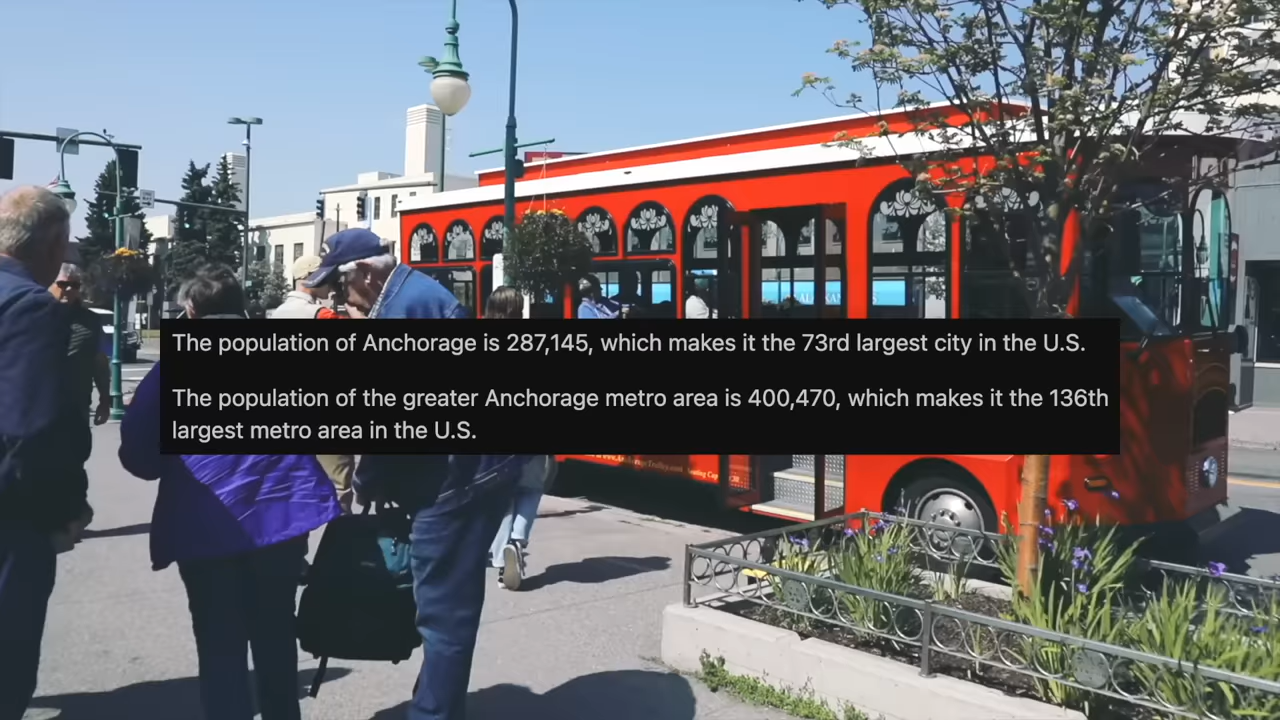 The population of Anchorage is 287,145, which makes it the 73rd largest city in the U.S.
The population of the greater Anchorage metro area is 400,470, which makes it the 136th
largest metro area in the U.S.